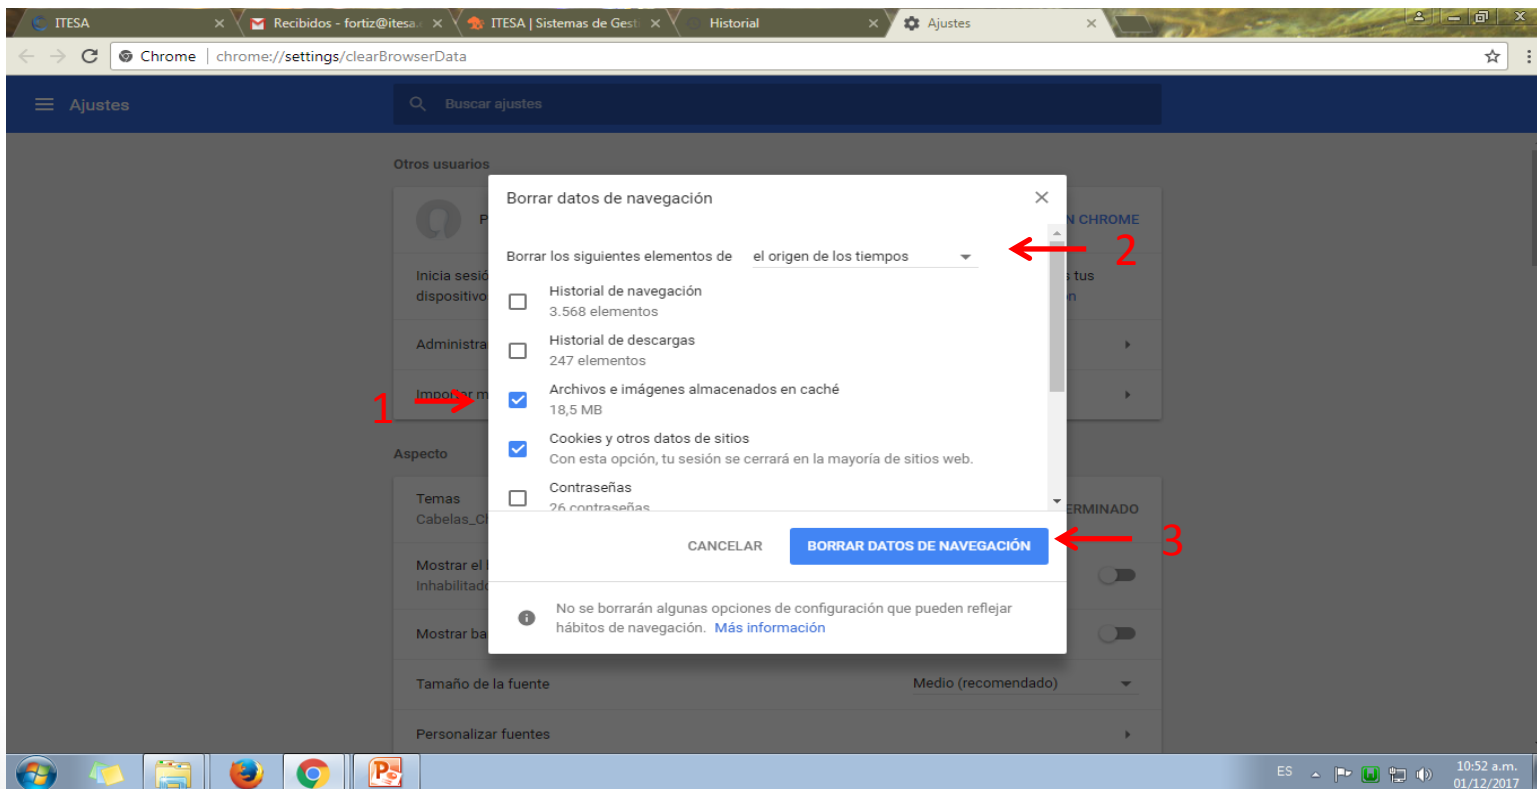 ITESA
Recibidos - fortiz@itesa.
ITESA | Sistemas de Gesti
Historial
Ajustes
Chrome | chrome://settings/clearBrowserData
Ajustes
Buscar ajustes
Otros usuarios
P
N CHROME
Inicia sesió
s tus
dispositivo
n
Administra
Importar m
Borrar datos de navegación
Borrar los siguientes elementos de el origen de los tiempos
2
Historial de navegación
3.568 elementos
Historial de descargas
247 elementos
1
Archivos e imágenes almacenados en caché
18,5 MB
Cookies y otros datos de sitios
Con esta opción, tu sesión se cerrará en la mayoría de sitios web.
Contraseñas
26 contraseñas
CANCELAR
BORRAR DATOS DE NAVEGACIÓN
3
No se borrarán algunas opciones de configuración que pueden reflejar
hábitos de navegación. Más información
Aspecto
Temas
Cabelas_C
ERMINADO
Mostrar el
Inhabilitado
Mostrar ba
Tamaño de la fuente
Medio (recomendado)
Personalizar fuentes
ES
10:52 a.m.
01/12/2017